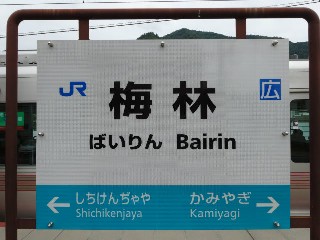 JR 梅林 広
ばいりん Bairin
← しちけんぢゃや かみやぎ →
Shichikenjaya Kamiyagi